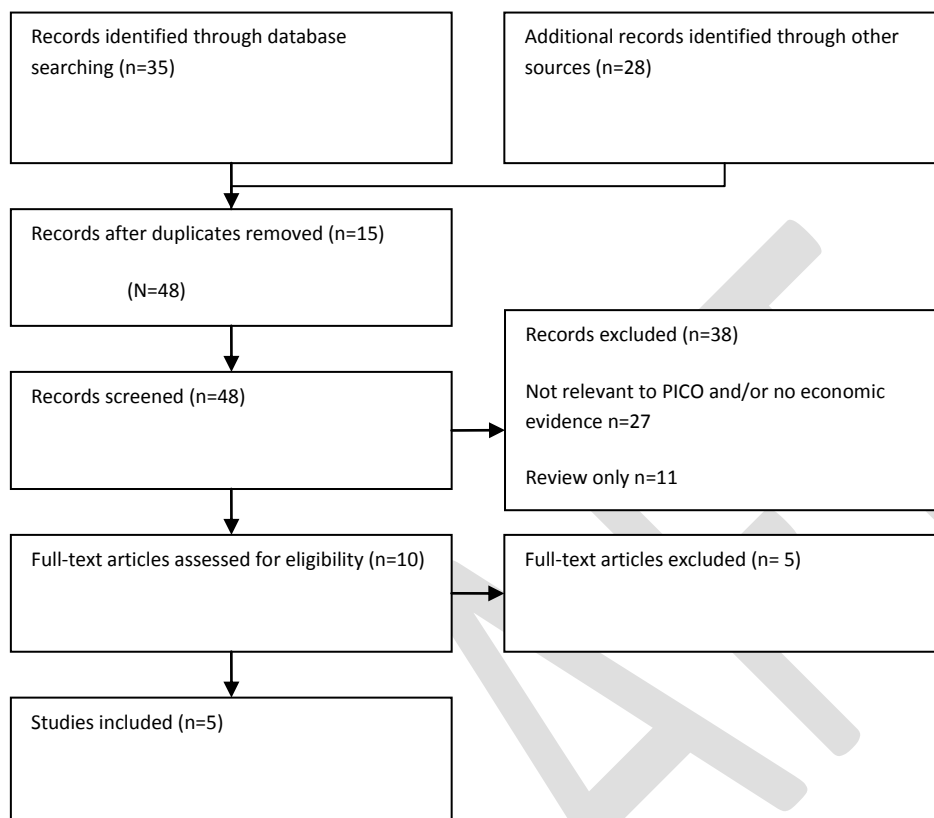 Records identified through database
searching (n=35)
Additional records identified through other
sources (n=28)
Records after duplicates removed (n=15)
(N=48)
Records excluded (n=38)
Not relevant to PICO and/or no economic
evidence n=27
Review only n=11
Records screened (n=48)
Full-text articles assessed for eligibility (n=10)
Full-text articles excluded (n= 5)
Studies included (n=5)